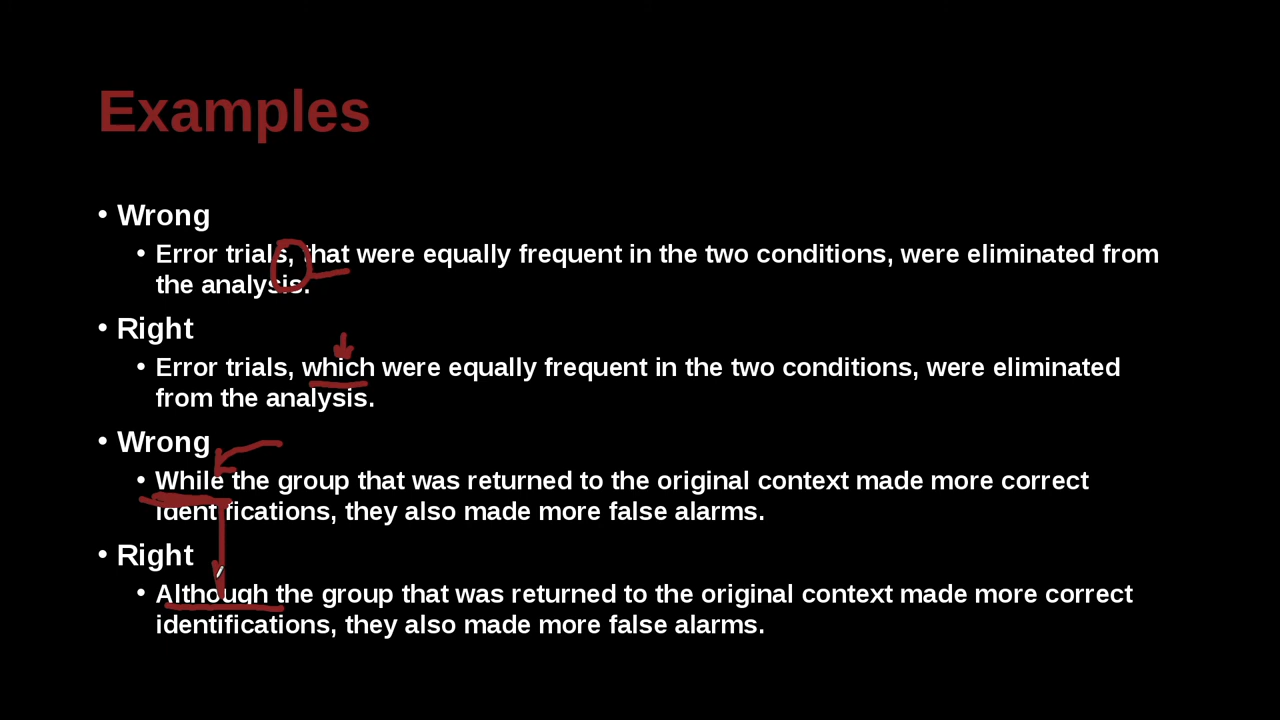 Examples
• Wrong
• Error trials, that were equally frequent in the two conditions, were eliminated from
the analysis.
• Right
• Error trials, which were equally frequent in the two conditions, were eliminated
from the analysis.
• Wrong
• While the group that was returned to the original context made more correct
identifications, they also made more false alarms.
• Right
• Although the group that was returned to the original context made more correct
identifications, they also made more false alarms.